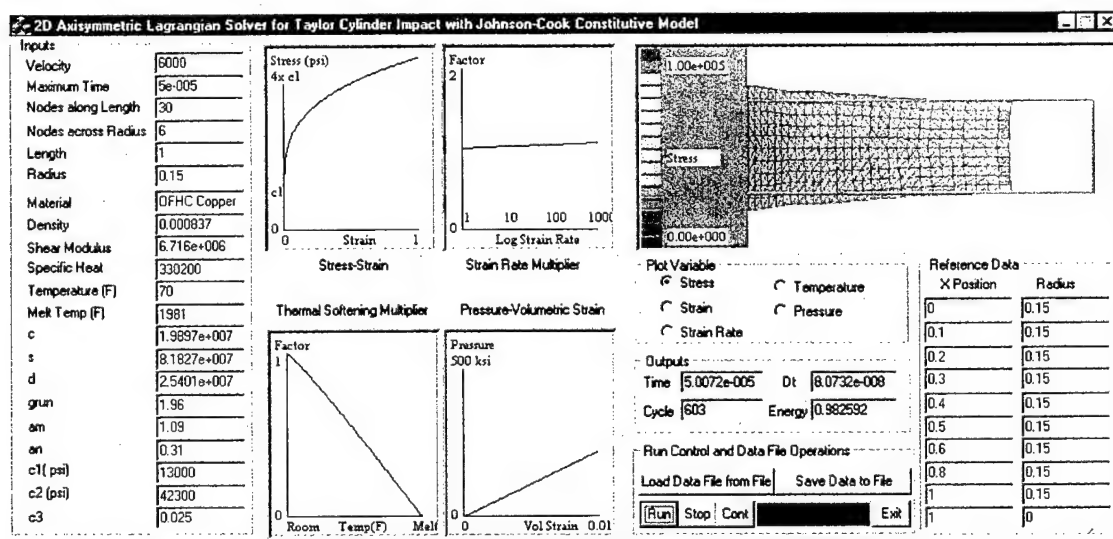 2D Axisymmetric Lagrangian Solver for Taylor Cylinder Impact with Johnson-Cook Constitutive Model
Inputs
Velocity 6000
Maximum Time 5e-005
Nodes along Length 30
Nodes across Radius 6
Length 1
Radius 0.15
Material OFHC Copper
Density 0.000837
Shear Modulus 6.716e+006
Specific Heat 330200
Temperature (F) 70
Melt Temp (F) 1981
c 1.9897e+007
s 8.1827e+007
d 2.5401e+007
grun 1.96
am 1.09
an 0.31
c1( psi) 13000
c2 (psi) 42300
c3 0.025
Stress (psi)
4x c1
c1
0
0 Strain 1
Stress-Strain
Factor
2
0
1 10 100 1000
Log Strain Rate
Strain Rate Multiplier
Thermal Softening Multiplier
Factor
1
0
Room Temp(F) Melt
Pressure-Volumetric Strain
Pressure
500 ksi
0
0 Vol Strain 0.01
1.00e+005
Stress
0.00e+000
Plot Variable
Stress Temperature
Strain Pressure
Strain Rate
Outputs
Time 5.0072e-005 Dt 8.0732e-008
Cycle 603 Energy 0.982592
Run Control and Data File Operations
Load Data File from File Save Data to File
Run Stop Cont Exit
Reference Data
X Position Radius
0 0.15
0.1 0.15
0.2 0.15
0.3 0.15
0.4 0.15
0.5 0.15
0.6 0.15
0.8 0.15
1 0.15
1 0